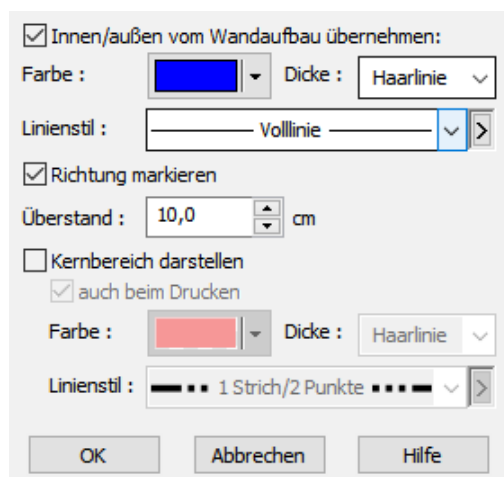 Innen/außen vom Wandaufbau übernehmen:
Farbe : Dicke : Haarlinie
Linienstil : Volllinie >
Richtung markieren
Überstand : 10,0 cm
Kernbereich darstellen
auch beim Drucken
Farbe : Dicke : Haarlinie
Linienstil : 1 Strich/2 Punkte >
OK Abbrechen Hilfe